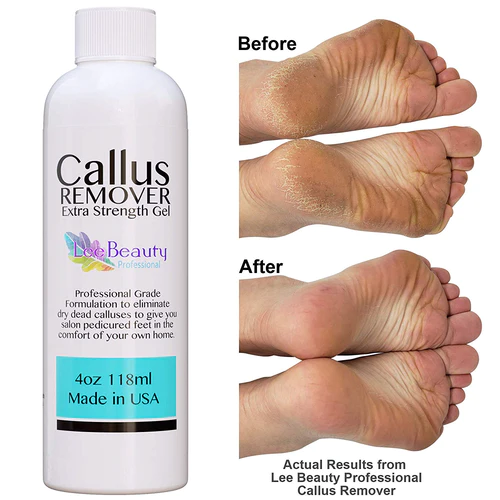 Callus
REMOVER
Extra Strength Gel
Lee Beauty
Professional
Professional Grade
Formulation to eliminate
dry dead calluses to give you
salon pedicured feet in the
comfort of your own home.
4oz 118ml
Made in USA
Before
After
Actual Results from
Lee Beauty Professional
Callus Remover